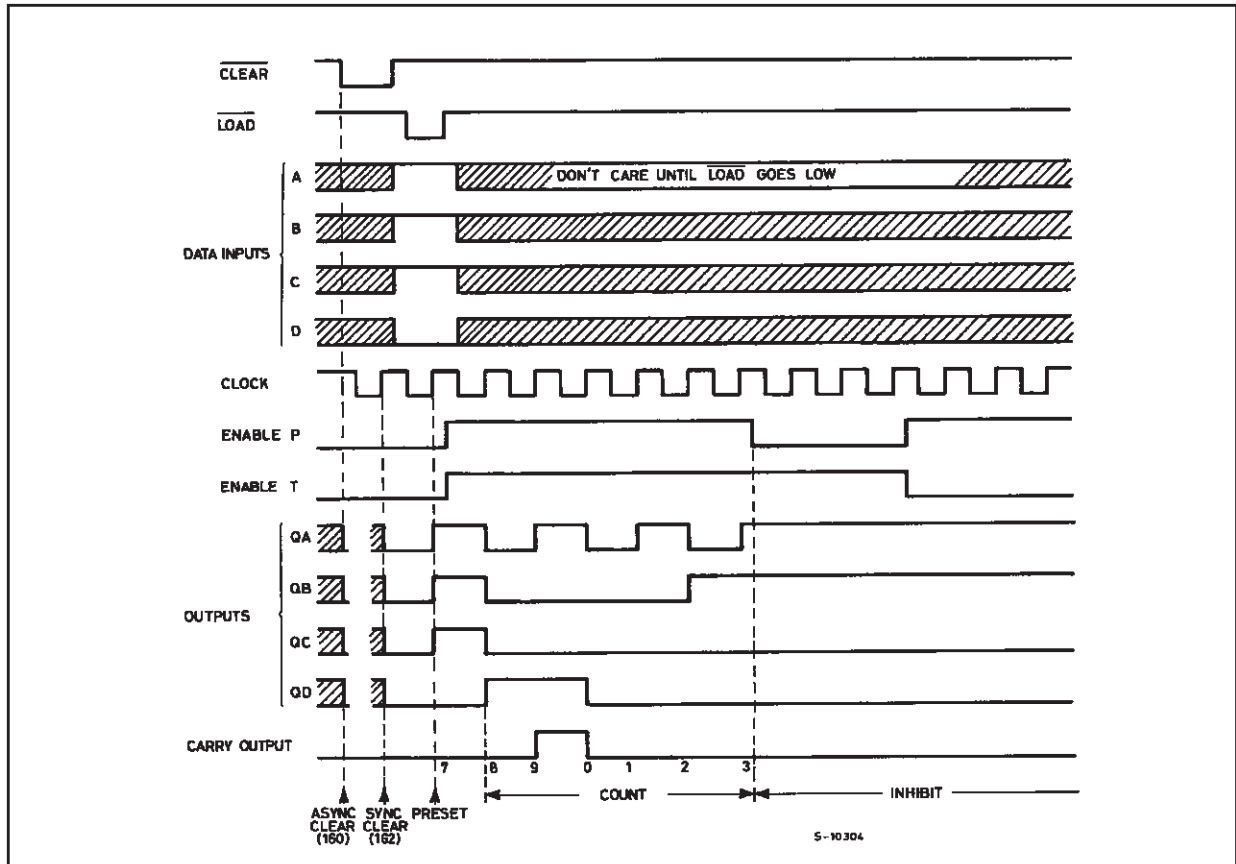 CLEAR
LOAD
A
DON'T CARE UNTIL LOAD GOES LOW
B
DATA INPUTS
C
D
CLOCK
ENABLE P
ENABLE T
QA
QB
OUTPUTS
QC
QD
CARRY OUTPUT
7 8 9 0 1 2 3
ASYNC CLEAR (160)
SYNC CLEAR (162)
PRESET
COUNT
INHIBIT
S-10304